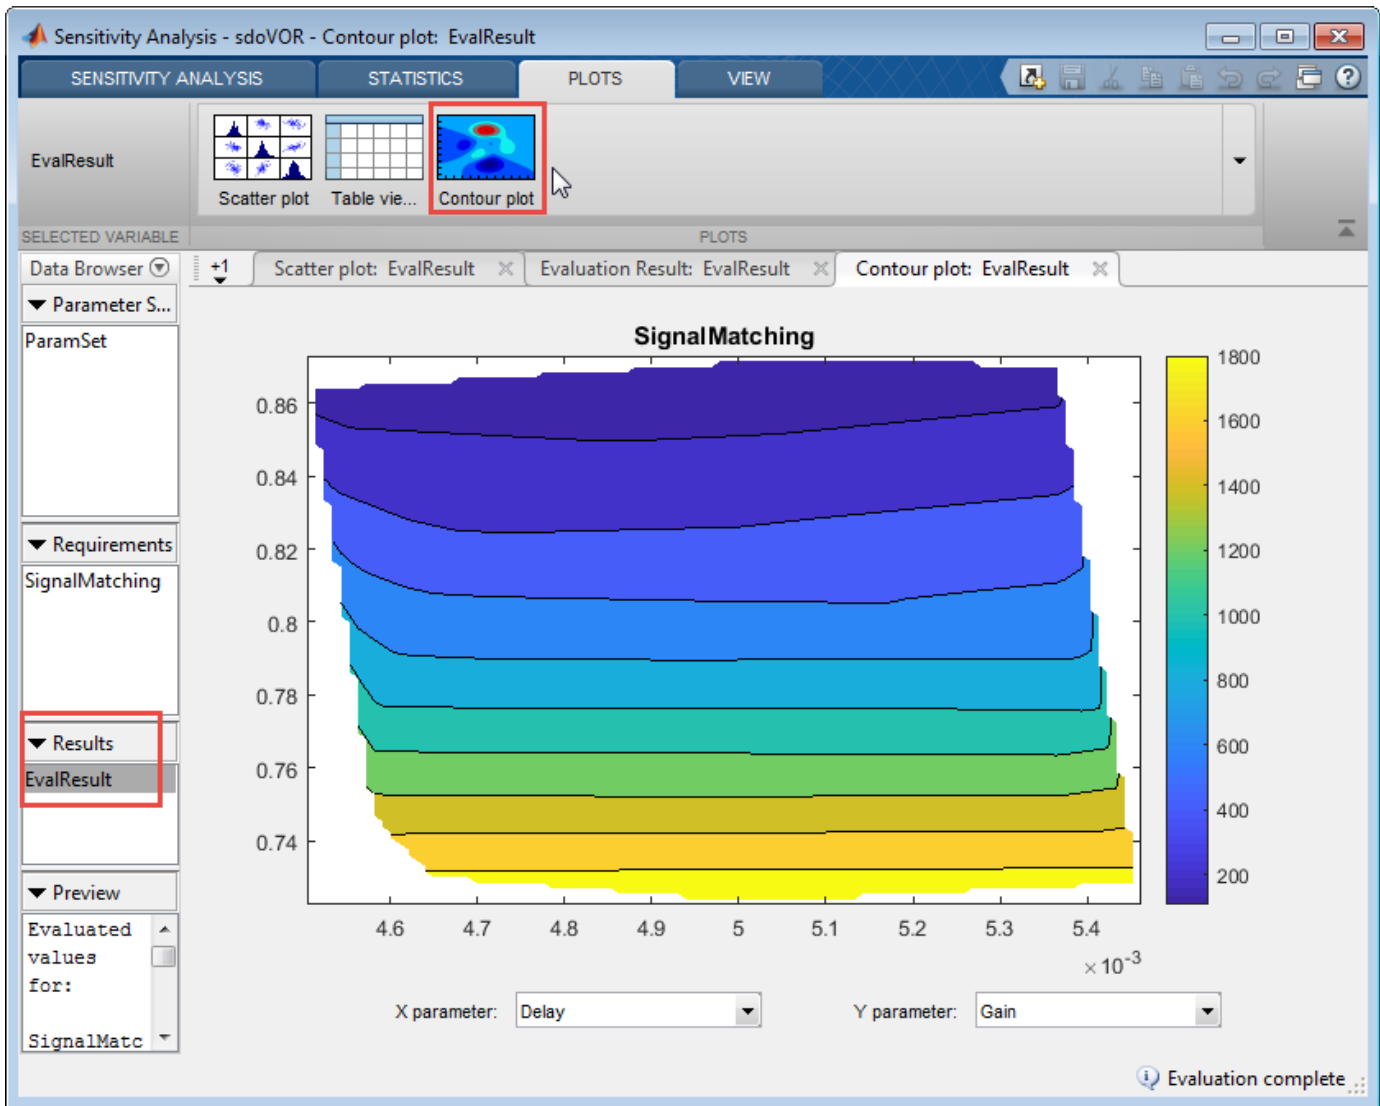 Sensitivity Analysis - sdoVOR - Contour plot: EvalResult
SENSITIVITY ANALYSIS STATISTICS PLOTS VIEW
EvalResult
Scatter plot Table vie... Contour plot
SELECTED VARIABLE PLOTS
Data Browser +1 Scatter plot: EvalResult Evaluation Result: EvalResult Contour plot: EvalResult
Parameter S...
ParamSet
Requirements
SignalMatching
Results
EvalResult
Preview
Evaluated
values
for:
SignalMatc
SignalMatching
0.86
0.84
0.82
0.8
0.78
0.76
0.74
4.6 4.7 4.8 4.9 5 5.1 5.2 5.3 5.4
×10-3
1800
1600
1400
1200
1000
800
600
400
200
X parameter: Delay Y parameter: Gain
Evaluation complete